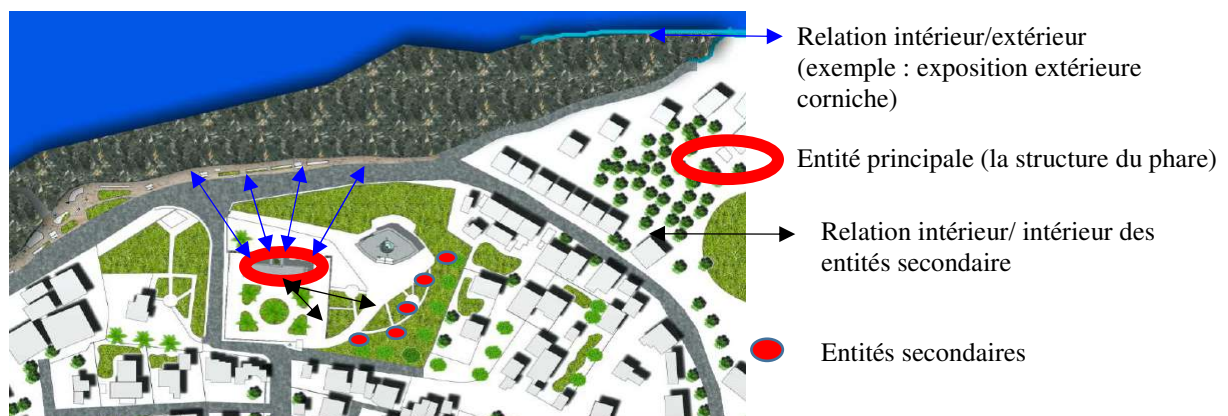 Relation intérieur/extérieur
(exemple : exposition extérieure
corniche)
Entité principale (la structure du phare)
Relation intérieur/ intérieur des
entités secondaire
Entités secondaires